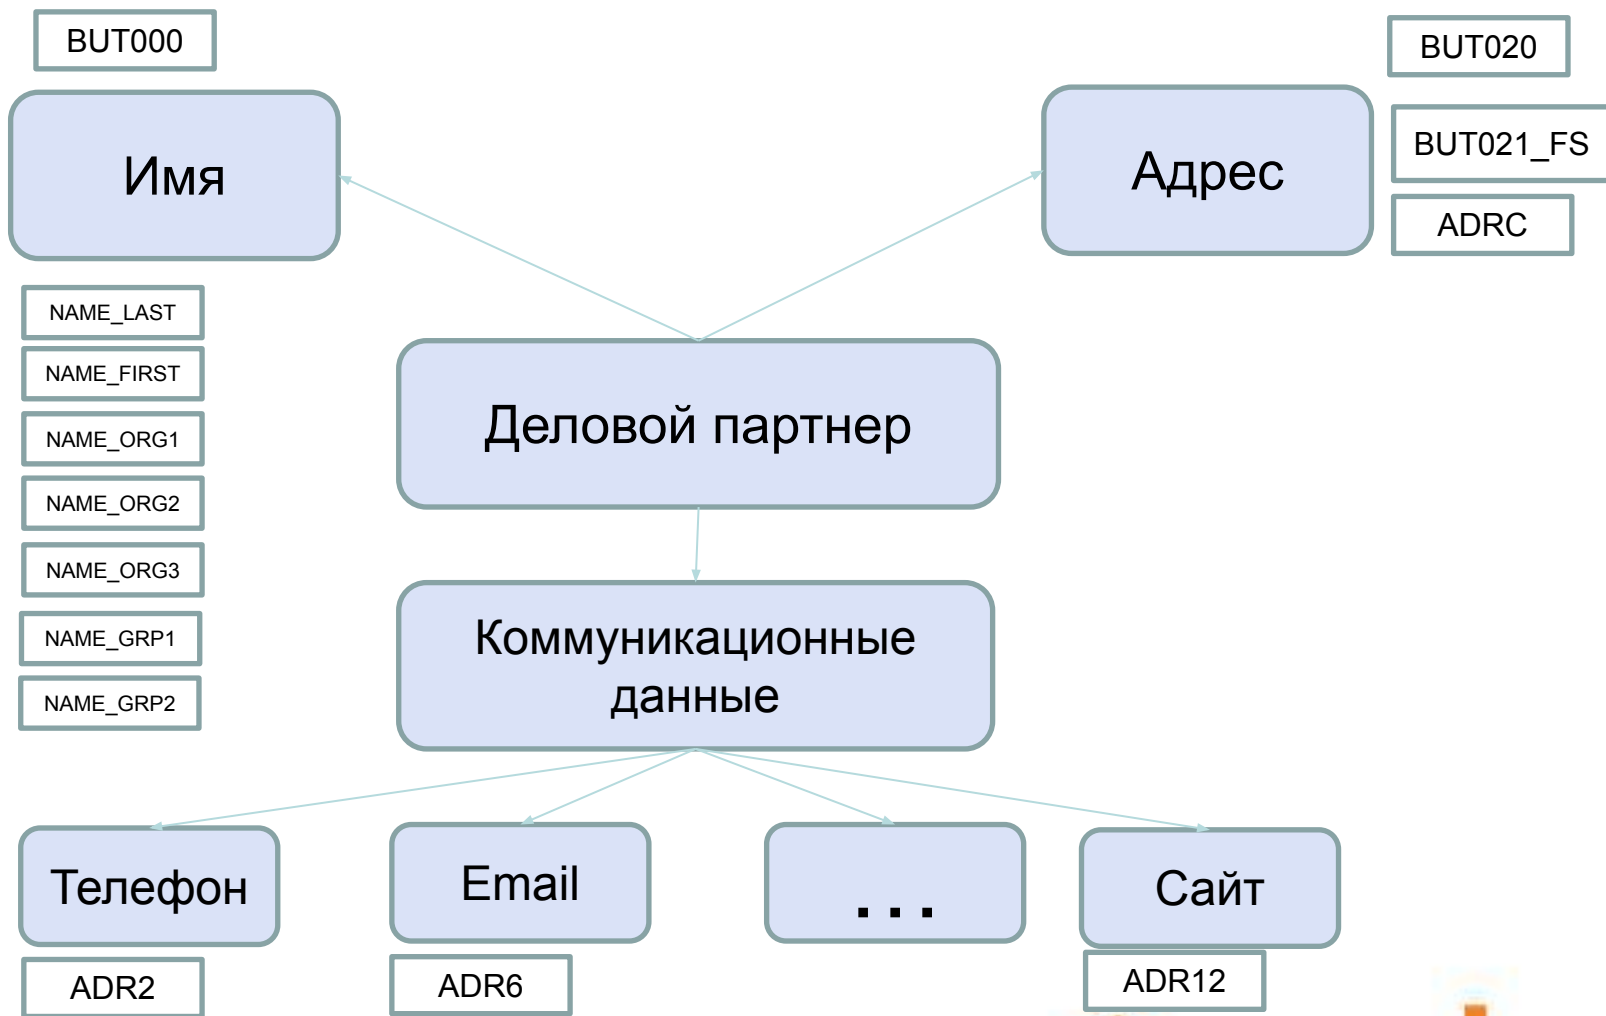 BUT000
BUT020
Имя
Адрес
BUT021_FS
ADRC
NAME_LAST
NAME_FIRST
NAME_ORG1
NAME_ORG2
NAME_ORG3
NAME_GRP1
NAME_GRP2
Деловой партнер
Коммуникационные
данные
Телефон
Email
...
Сайт
ADR2
ADR6
ADR12